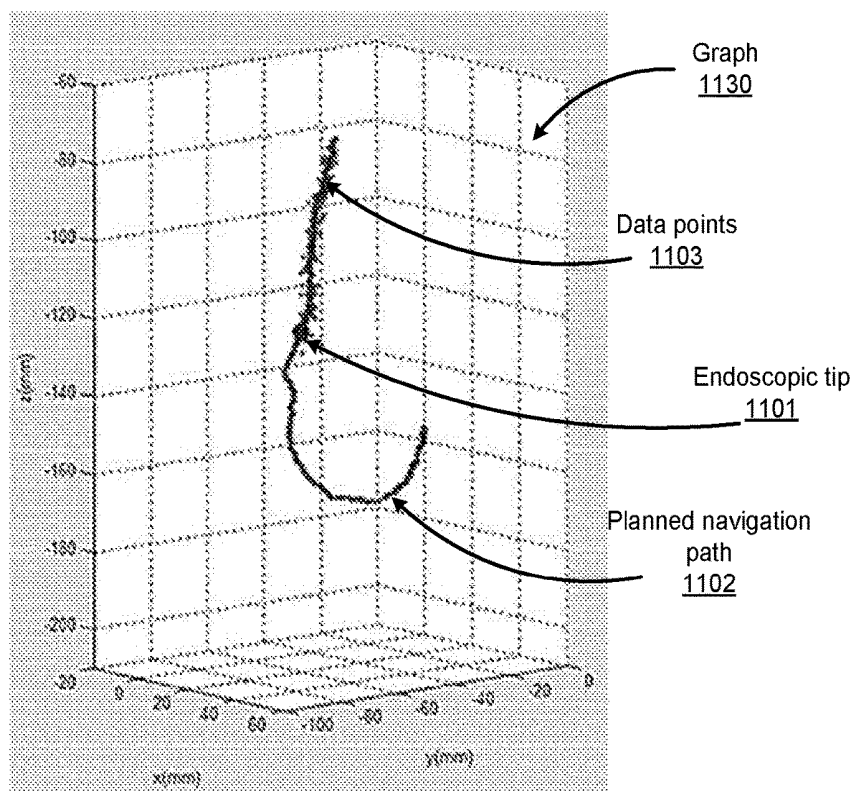 Graph
1130
Data points
1103
Endoscopic tip
1101
Planned navigation
path
1102
-60
-80
-100
-120
-140
-160
-180
-200
z(mm)
-20
0
20
40
60
x(mm)
-100
-80
-60
-40
-20
0
y(mm)